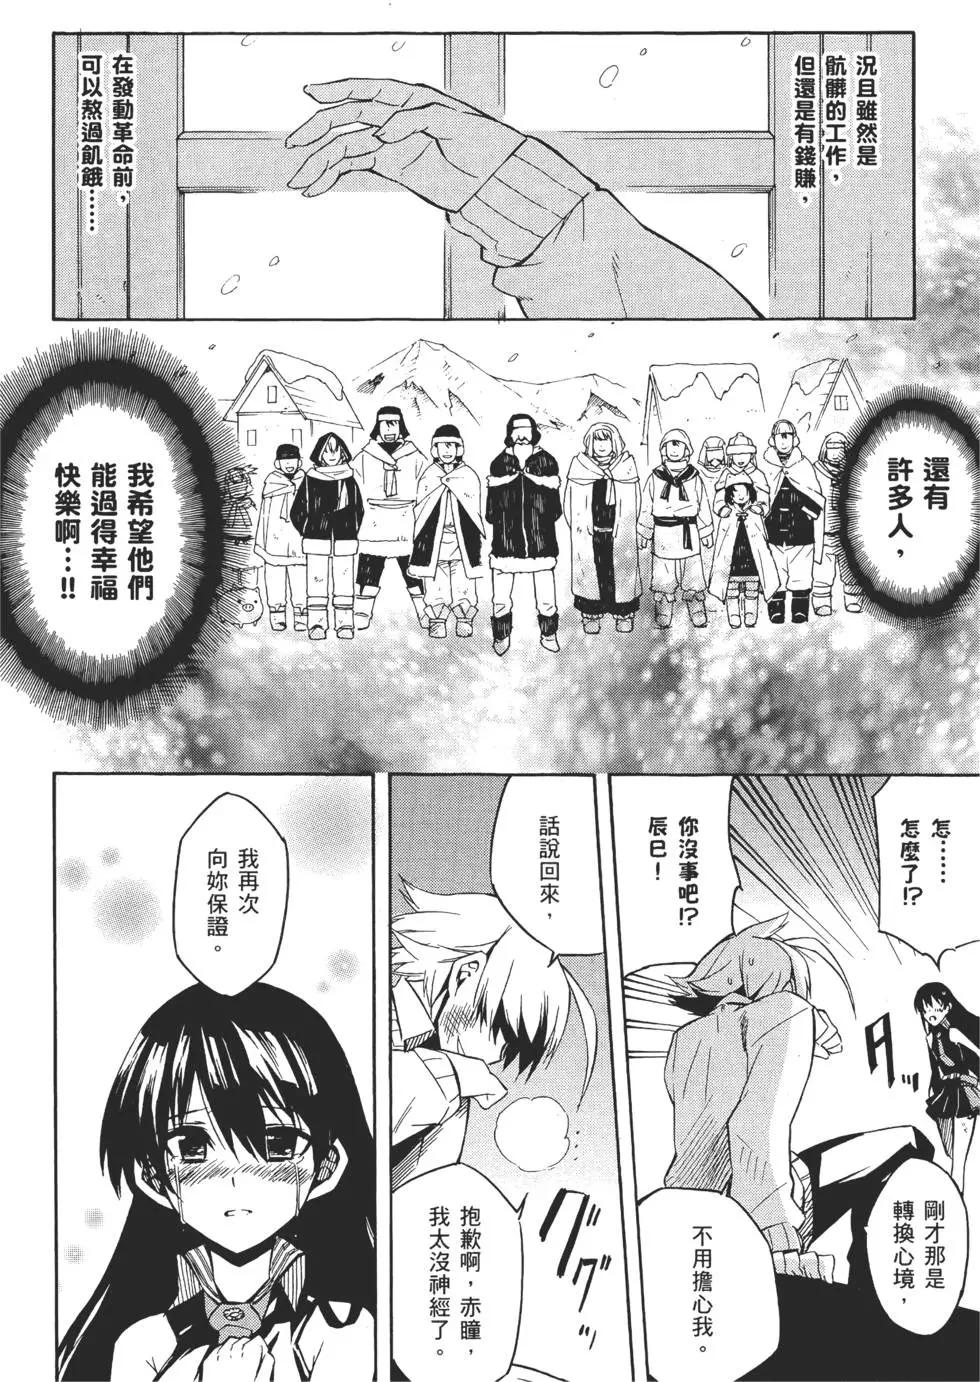 況且雖然是
骯髒的工作，
但還是有錢賺，
在發動革命前，
可以熬過飢餓……
還有
許多人，
我希望他們
能過得幸福
快樂啊…!!
怎……
怎麼了!?
你沒事吧!?
辰巳！
剛才那是
轉換心境，
不用擔心我。
話說回來，
抱歉啊，赤瞳，
我太沒神經了。
我再次
向妳保證。